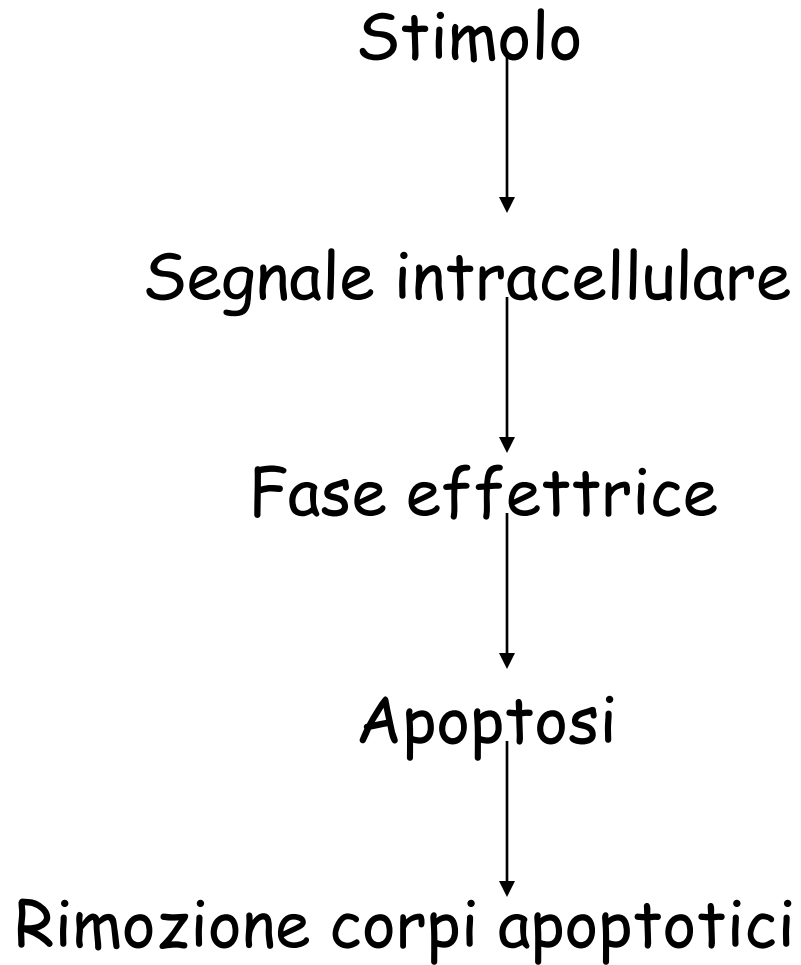 Stimolo
Segnale intracellulare
Fase effettrice
Apoptosi
Rimozione corpi apoptotici